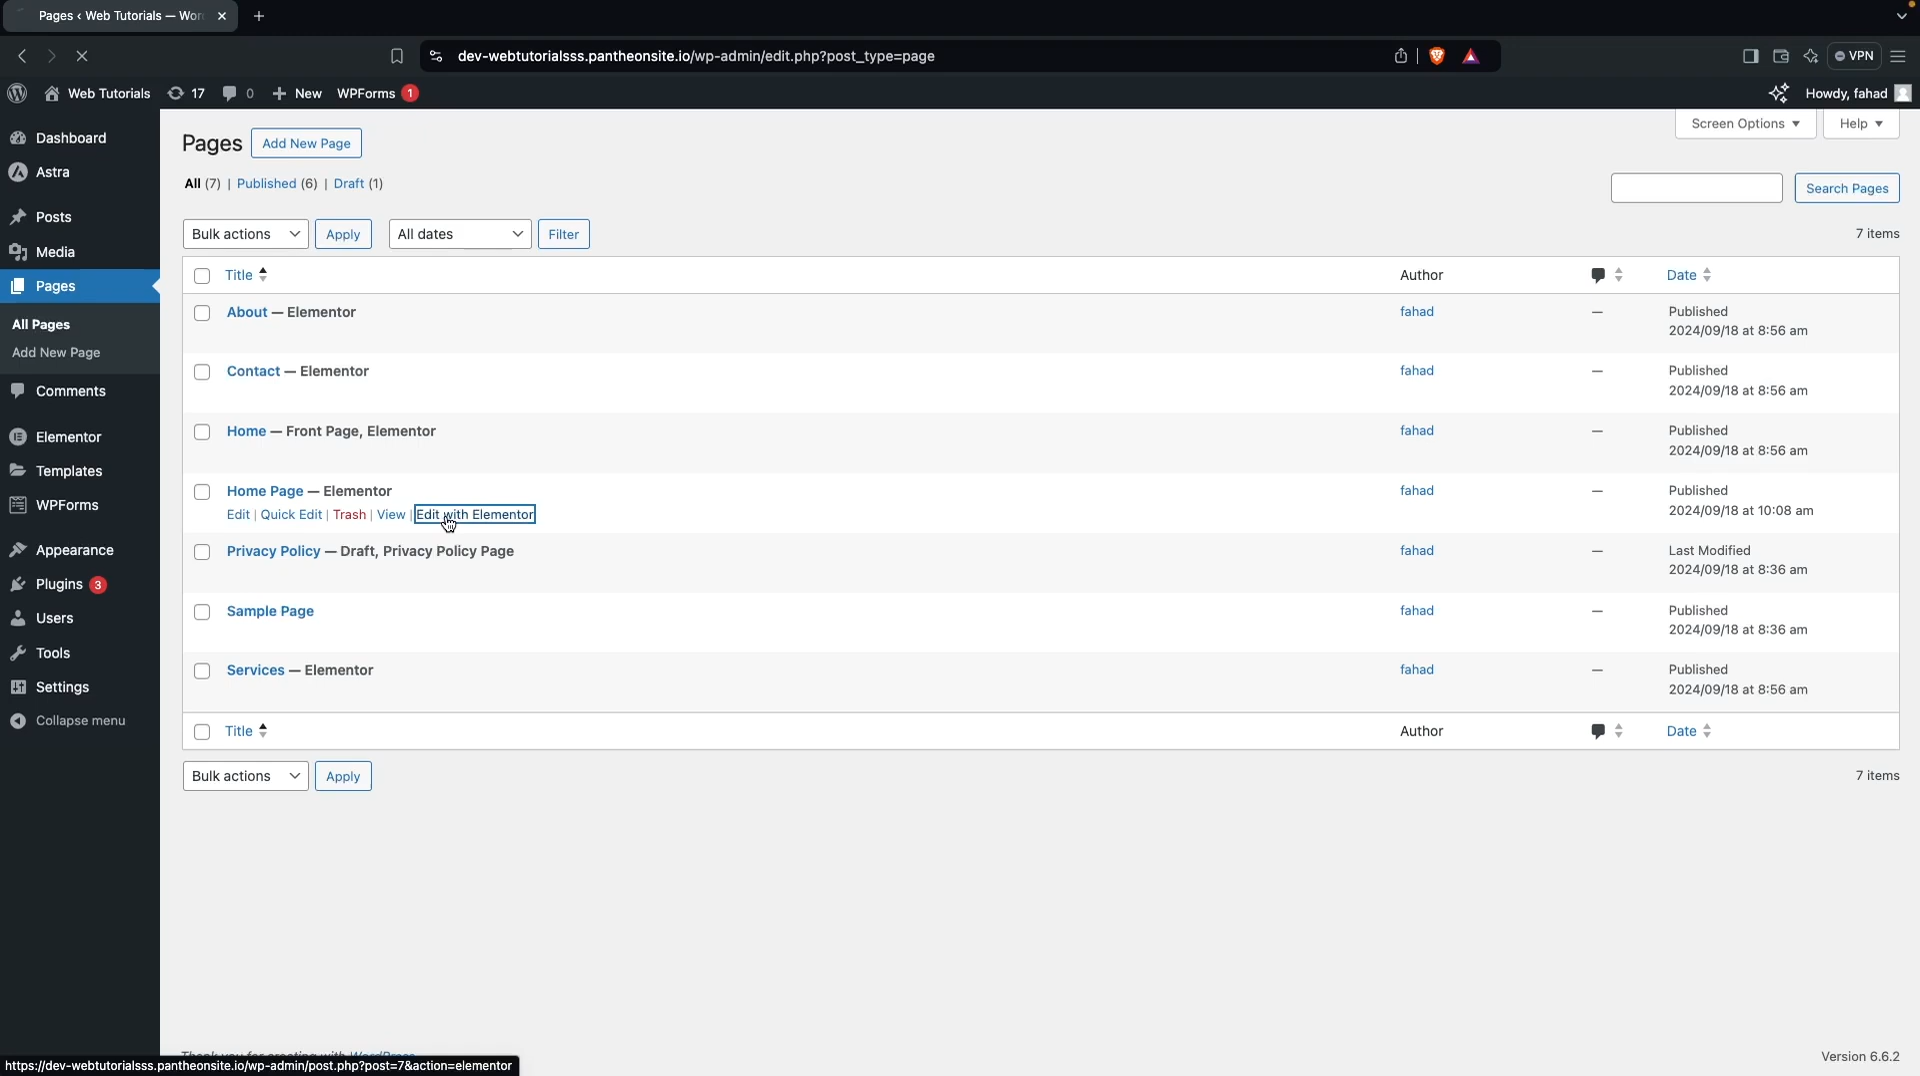 Pages ‹ Web Tutorials — Wor
dev-webtutorialsss.pantheonsite.io/wp-admin/edit.php?post_type=page
VPN
Web Tutorials 17 0 New WPForms 1
Howdy, fahad
Dashboard
Astra
Posts
Media
Pages
All Pages
Add New Page
Comments
Elementor
Templates
WPForms
Appearance
Plugins 3
Users
Tools
Settings
Collapse menu
Pages Add New Page
Screen Options Help
All (7) | Published (6) | Draft (1)
Search Pages
Bulk actions Apply All dates Filter 7 items
Title Author Date
About — Elementor fahad — Published
2024/09/18 at 8:56 am
Contact — Elementor fahad — Published
2024/09/18 at 8:56 am
Home — Front Page, Elementor fahad — Published
2024/09/18 at 8:56 am
Home Page — Elementor fahad — Published
Edit | Quick Edit | Trash | View | Edit with Elementor 2024/09/18 at 10:08 am
Privacy Policy — Draft, Privacy Policy Page fahad — Last Modified
2024/09/18 at 8:36 am
Sample Page fahad — Published
2024/09/18 at 8:36 am
Services — Elementor fahad — Published
2024/09/18 at 8:56 am
Title Author Date
Bulk actions Apply 7 items
Thank you for creating with WordPress.
Version 6.6.2
https://dev-webtutorialsss.pantheonsite.io/wp-admin/post.php?post=7&action=elementor